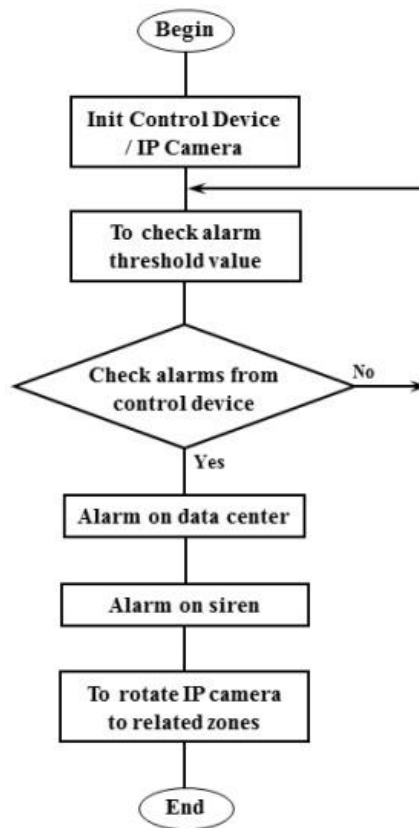 Begin
Init Control Device
/ IP Camera
To check alarm
threshold value
Check alarms from
control device
No
Yes
Alarm on data center
Alarm on siren
To rotate IP camera
to related zones
End